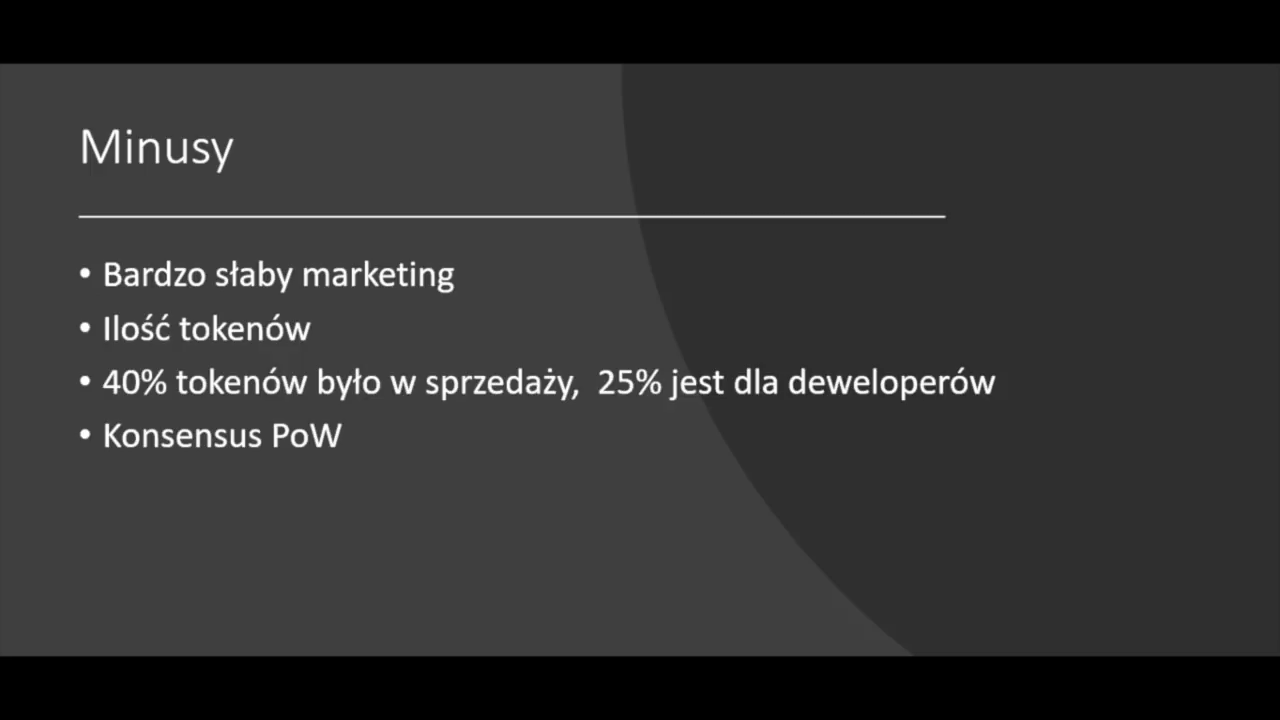 Minusy
• Bardzo słaby marketing
• Ilość tokenów
• 40% tokenów było w sprzedaży,  25% jest dla deweloperów
• Konsensus PoW